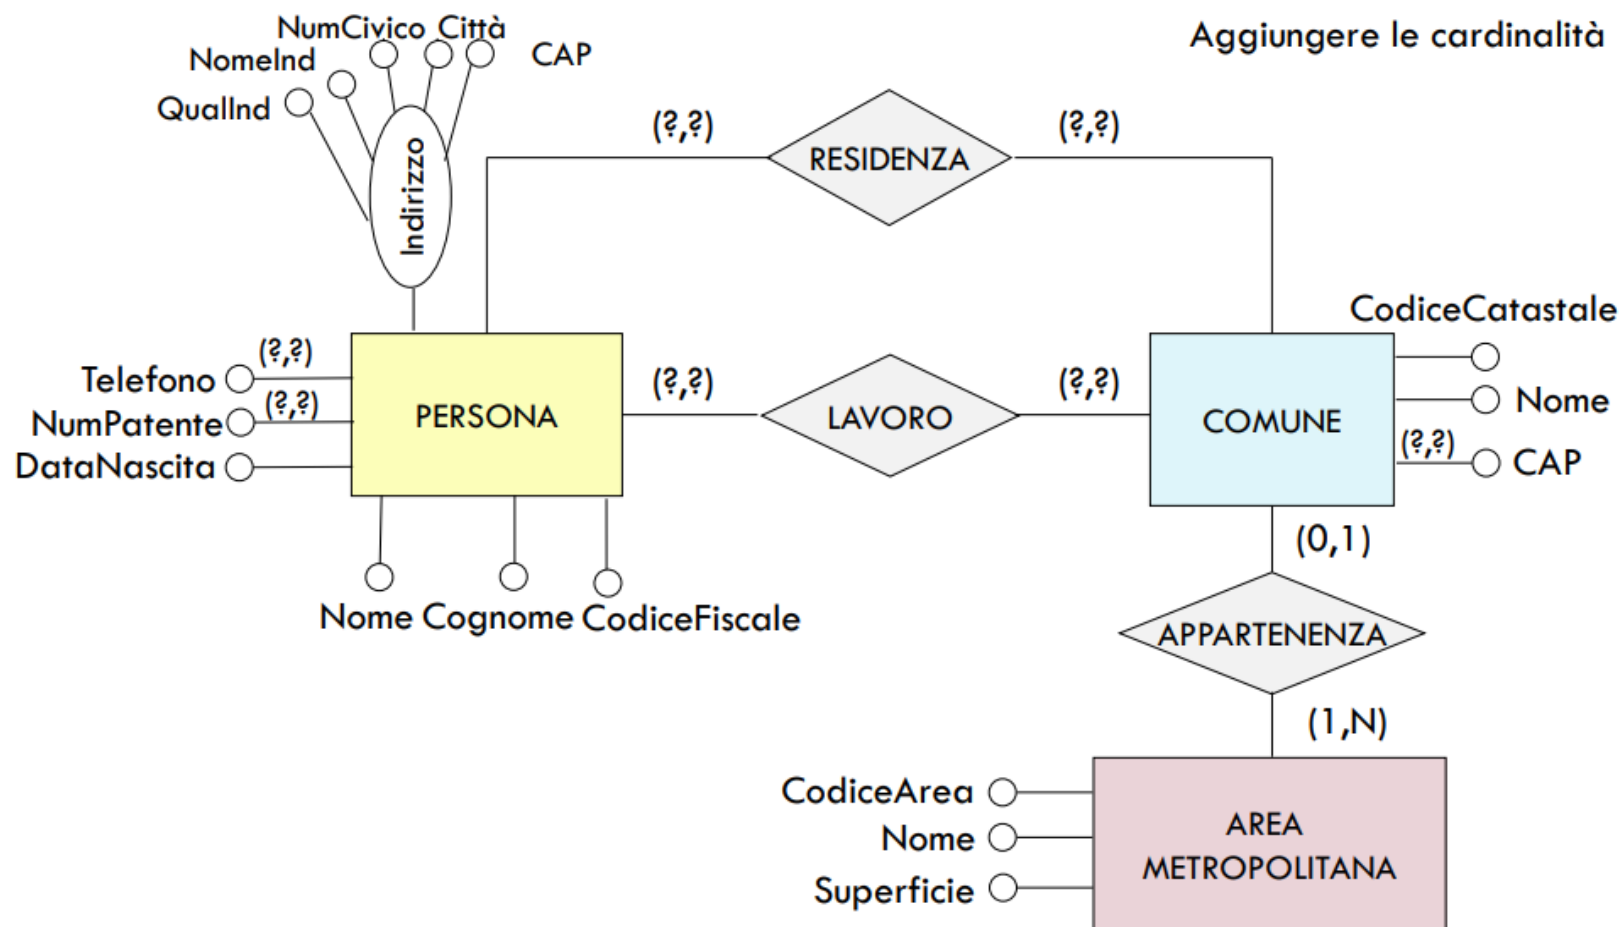 Aggiungere le cardinalità
NumCivico Città
NomeInd
CAP
QualInd
Indirizzo
(?,?)
RESIDENZA
(?,?)
CodiceCatastale
Telefono (?,?)
NumPatente (?,?)
DataNascita
PERSONA
(?,?)
LAVORO
(?,?)
COMUNE
Nome
(?,?) CAP
(0,1)
Nome Cognome CodiceFiscale
APPARTENENZA
(1,N)
CodiceArea
Nome
Superficie
AREA
METROPOLITANA